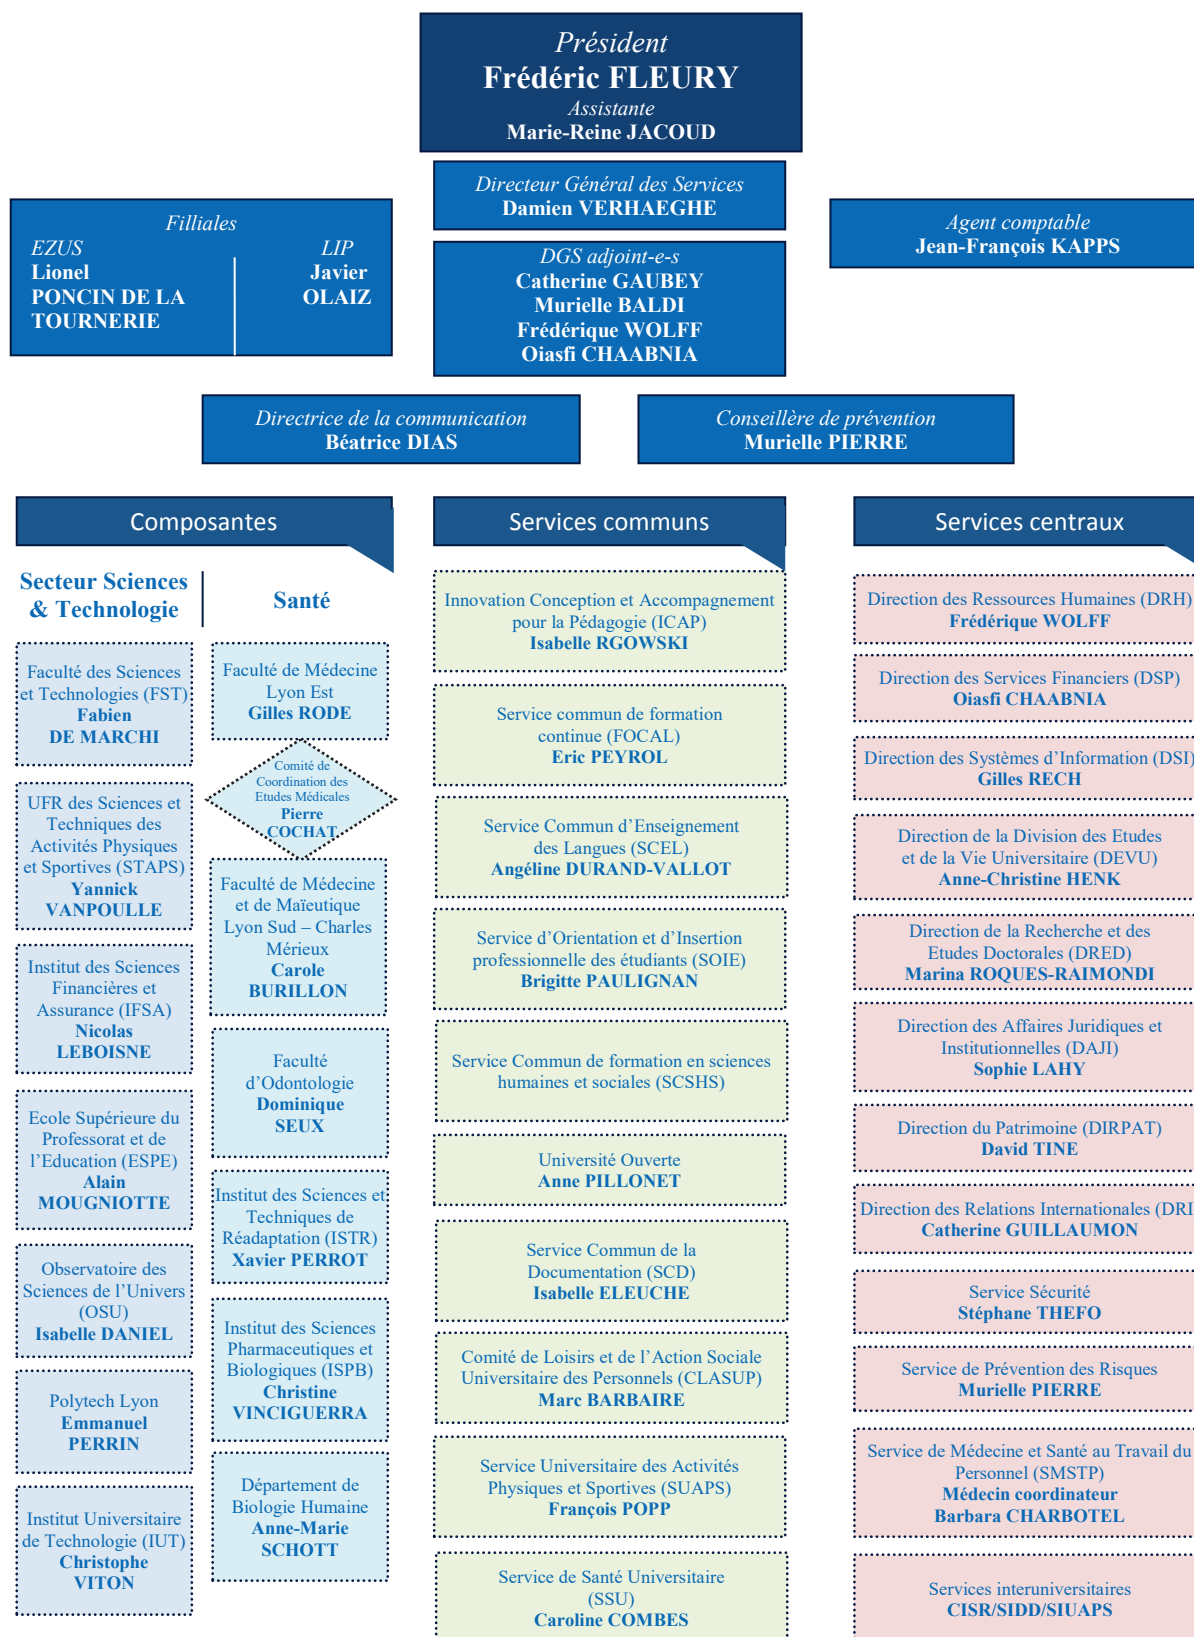 Président
Frédéric FLEURY
Assistante
Marie-Reine JACOUD
Directeur Général des Services
Damien VERHAEGHE
Filliales
EZUS
Lionel
PONCIN DE LA
TOURNERIE
LIP
Javier
OLAIZ
DGS adjoint-e-s
Catherine GAUBEY
Murielle BALDI
Frédérique WOLFF
Oiasfi CHAABNIA
Agent comptable
Jean-François KAPPS
Directrice de la communication
Béatrice DIAS
Conseillère de prévention
Murielle PIERRE
Composantes
Secteur Sciences
& Technologie
Faculté des Sciences
et Technologies (FST)
Fabien
DE MARCHI
UFR des Sciences et
Techniques des
Activités Physiques
et Sportives (STAPS)
Yannick
VANPOULLE
Institut des Sciences
Financières et
Assurance (IFSA)
Nicolas
LEBOISNE
Ecole Supérieure du
Professorat et de
l’Education (ESPE)
Alain
MOUGNIOTTE
Observatoire des
Sciences de l’Univers
(OSU)
Isabelle DANIEL
Polytech Lyon
Emmanuel
PERRIN
Institut Universitaire
de Technologie (IUT)
Christophe
VITON
Santé
Faculté de Médecine
Lyon Est
Gilles RODE
Comité de
Coordination des
Etudes Médicales
Pierre
COCHAT
Faculté de Médecine
et de Maïeutique
Lyon Sud – Charles
Mérieux
Carole
BURILLON
Faculté
d’Odontologie
Dominique
SEUX
Institut des Sciences et
Techniques de
Réadaptation (ISTR)
Xavier PERROT
Institut des Sciences
Pharmaceutiques et
Biologiques (ISPB)
Christine
VINCIGUERRA
Département de
Biologie Humaine
Anne-Marie
SCHOTT
Services communs
Innovation Conception et Accompagnement
pour la Pédagogie (ICAP)
Isabelle RGOWSKI
Service commun de formation
continue (FOCAL)
Eric PEYROL
Service Commun d’Enseignement
des Langues (SCEL)
Angéline DURAND-VALLOT
Service d’Orientation et d’Insertion
professionnelle des étudiants (SOIE)
Brigitte PAULIGNAN
Service Commun de formation en sciences
humaines et sociales (SCSHS)
Université Ouverte
Anne PILLONET
Service Commun de la
Documentation (SCD)
Isabelle ELEUCHE
Comité de Loisirs et de l’Action Sociale
Universitaire des Personnels (CLASUP)
Marc BARBAIRE
Service Universitaire des Activités
Physiques et Sportives (SUAPS)
François POPP
Service de Santé Universitaire
(SSU)
Caroline COMBES
Services centraux
Direction des Ressources Humaines (DRH)
Frédérique WOLFF
Direction des Services Financiers (DSP)
Oiasfi CHAABNIA
Direction des Systèmes d’Information (DSI)
Gilles RECH
Direction de la Division des Etudes
et de la Vie Universitaire (DEVU)
Anne-Christine HENK
Direction de la Recherche et des
Etudes Doctorales (DRED)
Marina ROQUES-RAIMONDI
Direction des Affaires Juridiques et
Institutionnelles (DAJI)
Sophie LAHY
Direction du Patrimoine (DIRPAT)
David TINE
Direction des Relations Internationales (DRI
Catherine GUILLAUMON
Service Sécurité
Stéphane THEFO
Service de Prévention des Risques
Murielle PIERRE
Service de Médecine et Santé au Travail du
Personnel (SMSTP)
Médecin coordinateur
Barbara CHARBOTEL
Services interuniversitaires
CISR/SIDD/SIUAPS